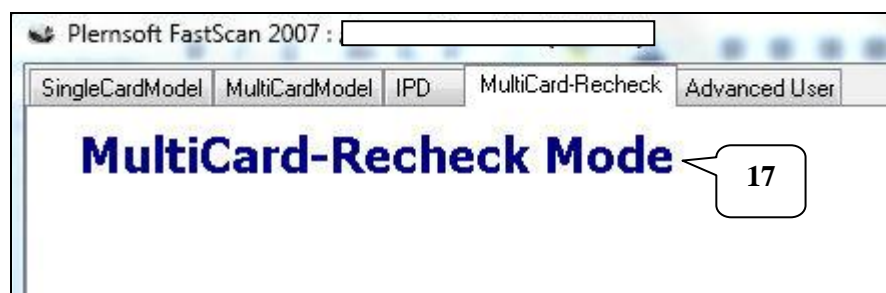 Plernsoft FastScan 2007 :
SingleCardModel MultiCardModel IPD MultiCard-Recheck Advanced User
MultiCard-Recheck Mode
17